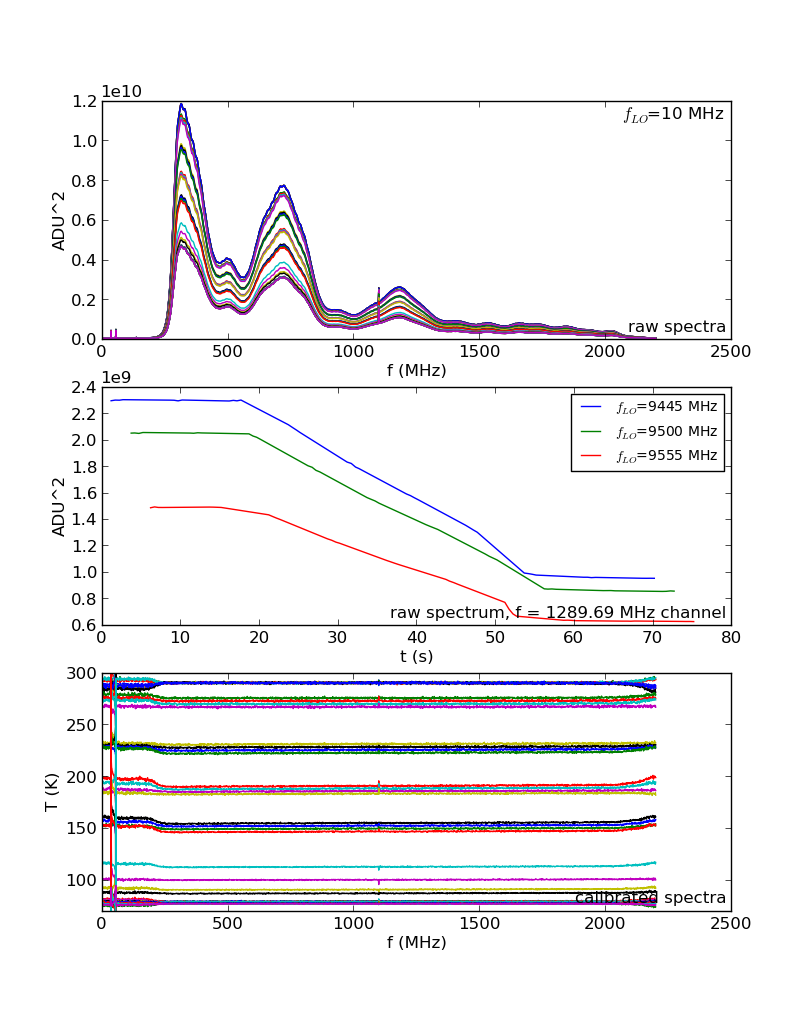 1e10
1.2
1.0
0.8
0.6
0.4
0.2
0.0
ADU^2
f_LO=10 MHz
raw spectra
0 500 1000 1500 2000 2500
f (MHz)
1e9
2.4
2.2
2.0
1.8
1.6
1.4
1.2
1.0
0.8
0.6
ADU^2
f_LO=9445 MHz
f_LO=9500 MHz
f_LO=9555 MHz
raw spectrum, f = 1289.69 MHz channel
0 10 20 30 40 50 60 70 80
t (s)
300
250
200
150
100
T (K)
calibrated spectra
0 500 1000 1500 2000 2500
f (MHz)